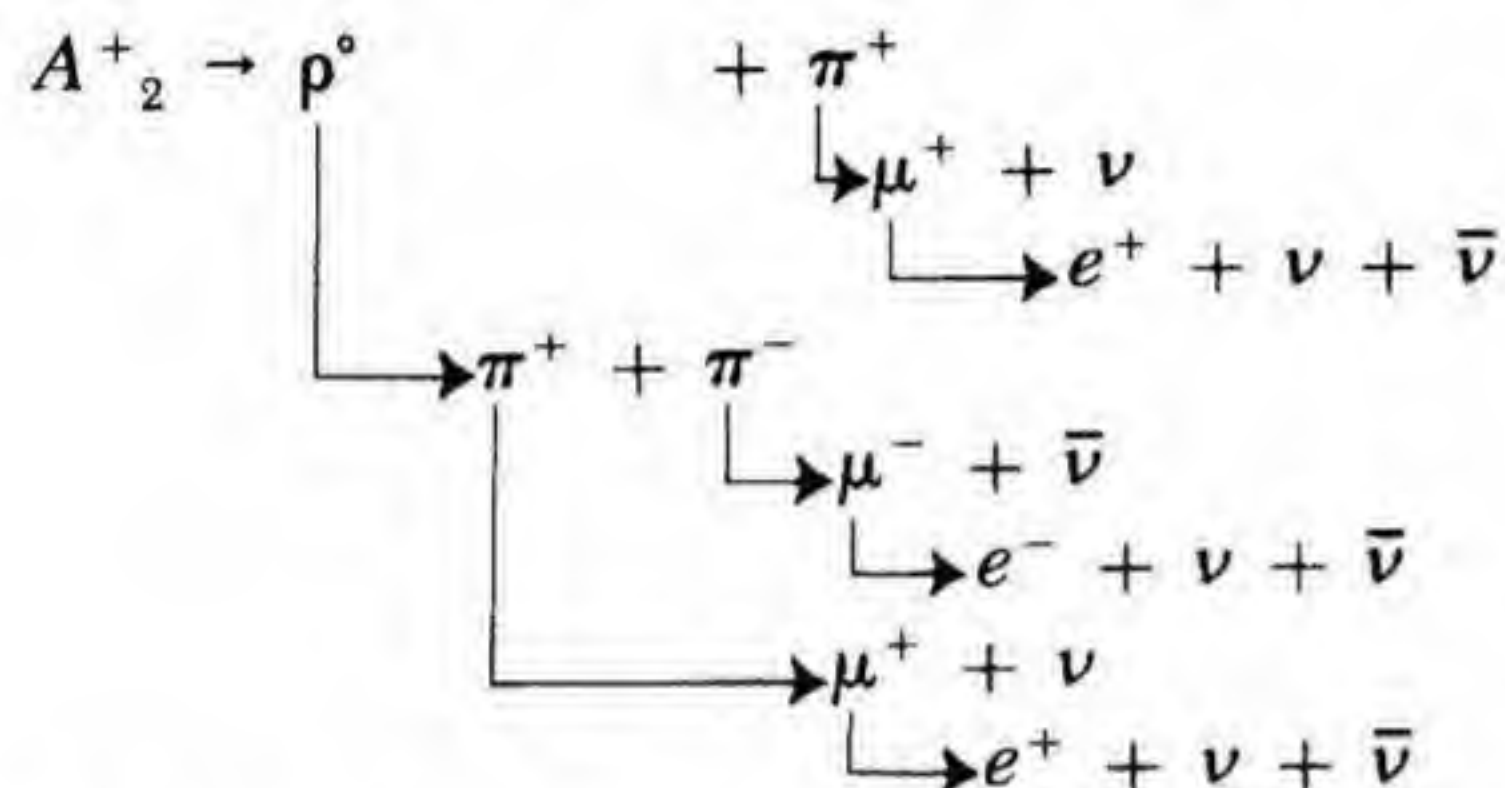 A⁺₂ → ρ° + π⁺
μ⁺ + ν
e⁺ + ν + ν̄
π⁺ + π⁻
μ⁻ + ν̄
e⁻ + ν + ν̄
μ⁺ + ν
e⁺ + ν + ν̄